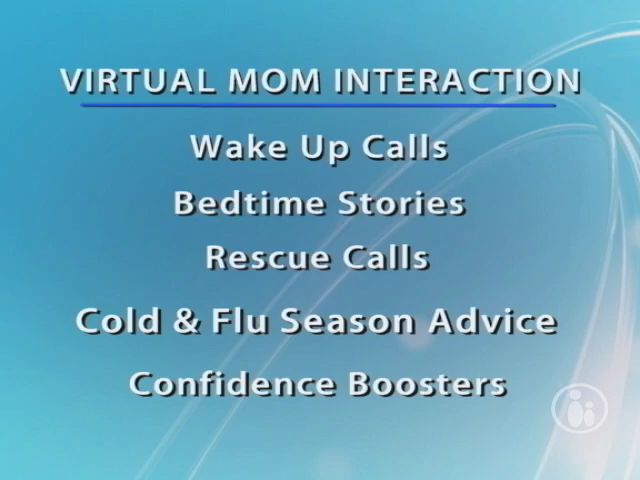 VIRTUAL MOM INTERACTION
Wake Up Calls
Bedtime Stories
Rescue Calls
Cold & Flu Season Advice
Confidence Boosters